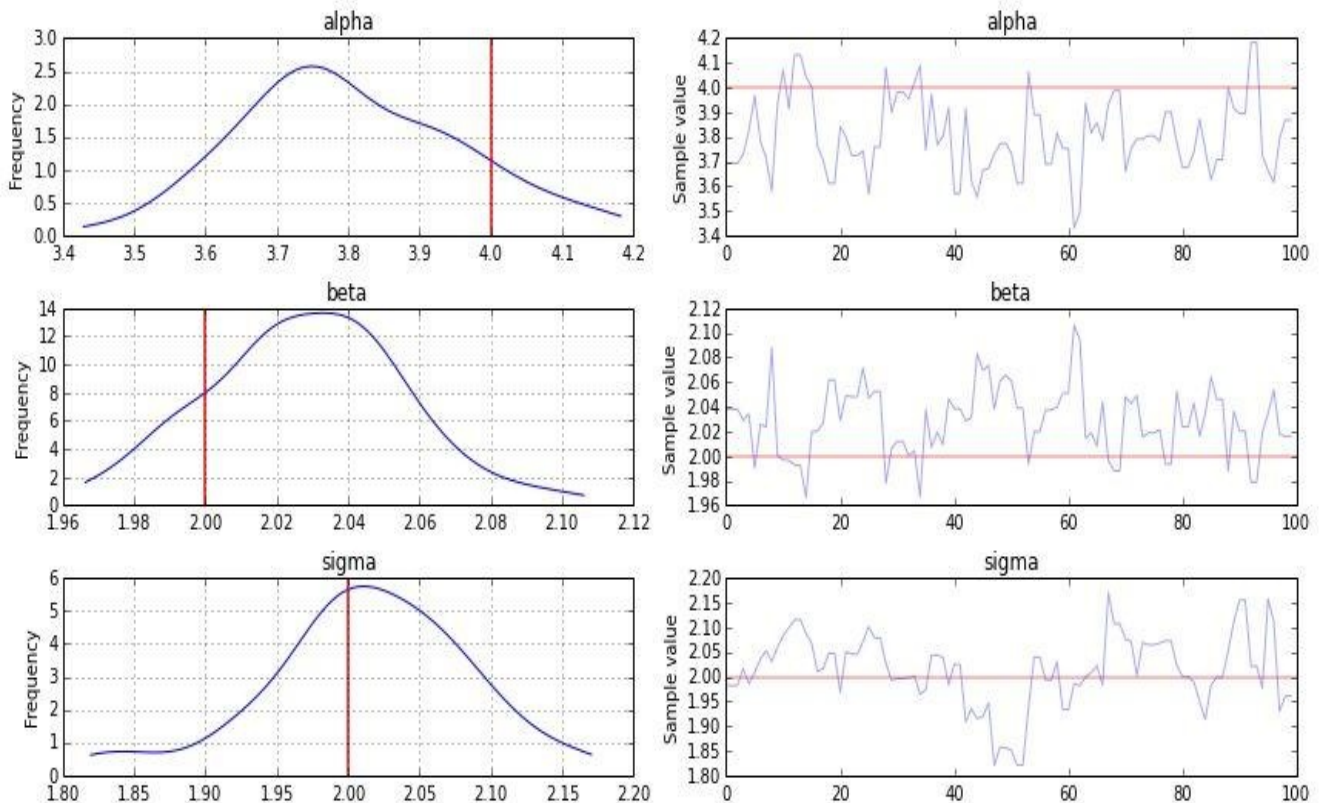 alpha
Frequency
3.0
2.5
2.0
1.5
1.0
0.5
0.0
3.4 3.5 3.6 3.7 3.8 3.9 4.0 4.1 4.2
alpha
Sample value
4.2
4.1
4.0
3.9
3.8
3.7
3.6
3.5
3.4
0 20 40 60 80 100
beta
Frequency
14
12
10
8
6
4
2
0
1.96 1.98 2.00 2.02 2.04 2.06 2.08 2.10 2.12
beta
Sample value
2.12
2.10
2.08
2.06
2.04
2.02
2.00
1.98
1.96
0 20 40 60 80 100
sigma
Frequency
6
5
4
3
2
1
0
1.80 1.85 1.90 1.95 2.00 2.05 2.10 2.15 2.20
sigma
Sample value
2.20
2.15
2.10
2.05
2.00
1.95
1.90
1.85
1.80
0 20 40 60 80 100